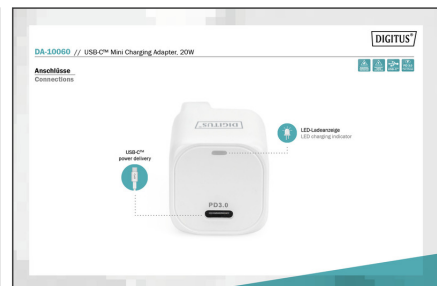 DIGITUS®
DA-10060 // USB-C™ Mini Charging Adapter, 20W
Anschlüsse
Connections
DIGITUS®
LED-Ladeanzeige
LED charging indicator
USB-C™
power delivery
PD3.0